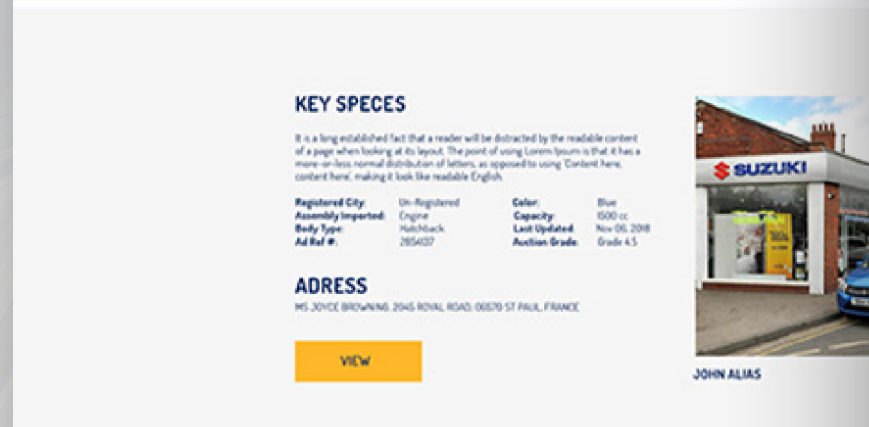 KEY SPECES
It is a long established fact that a reader will be distracted by the readable content
of a page when looking at its layout. The point of using Lorem Ipsum is that it has a
more-or-less normal distribution of letters, as opposed to using 'Content here,
content here', making it look like readable English.
Registered City: Un-Registered Color: Blue
Assembly Imported: Engine Capacity: 1500 cc
Body Type: Hatchback Last Updated: Nov 06, 2018
Ad Ref #: Auction Grade: Grade 4.5
ADRESS
MS JOYCE BROWNING, 2045 ROYAL ROAD, 06570 ST PAUL, FRANCE
VIEW
SUZUKI
JOHN ALIAS